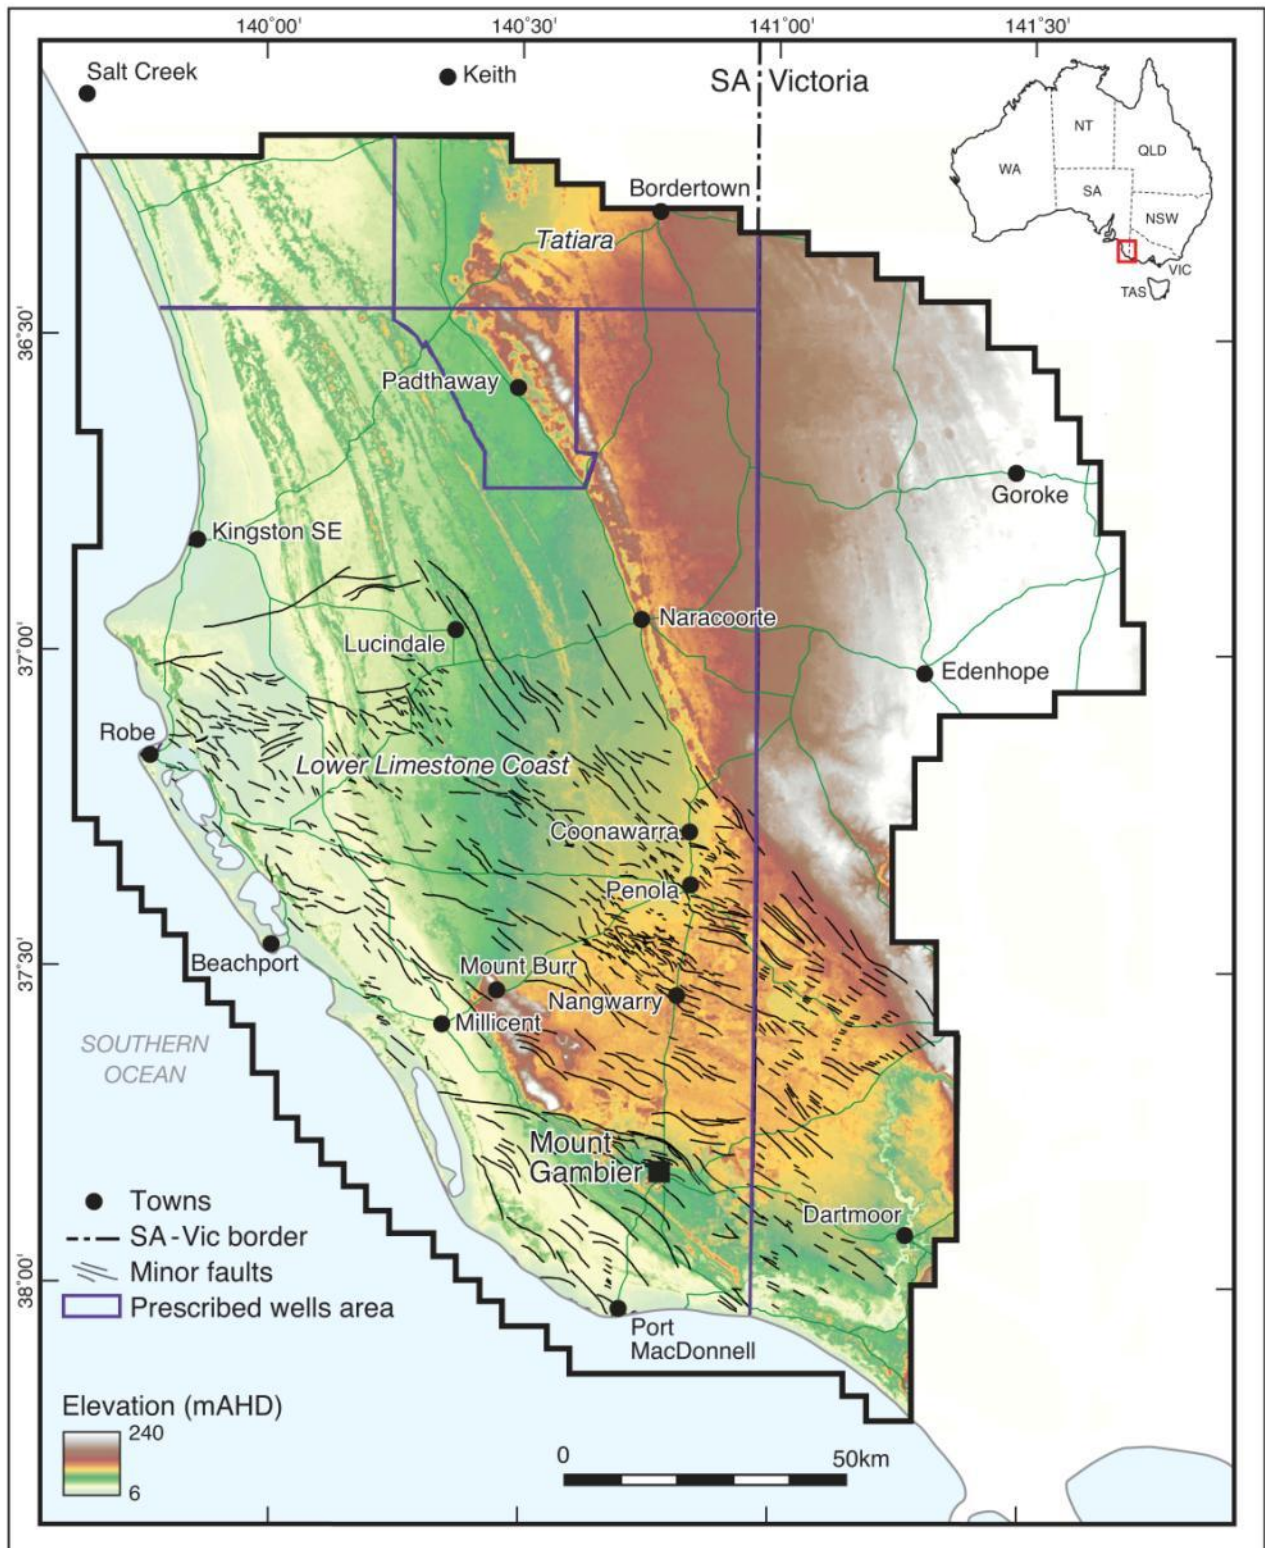 140°00'
140°30'
141°00'
141°30'
Salt Creek
Keith
SA
Victoria
NT
QLD
WA
SA
NSW
VIC
TAS
Bordertown
Tatiara
36°30'
Padthaway
Goroke
Kingston SE
Naracoorte
Lucindale
37°00'
Edenhope
Robe
Lower Limestone Coast
Coonawarra
Penola
Beachport
37°30'
Mount Burr
Nangwarry
Millicent
SOUTHERN
OCEAN
Mount
Gambier
Dartmoor
Towns
SA-Vic border
Minor faults
38°00'
Prescribed wells area
Port
MacDonnell
Elevation (mAHD)
240
6
0
50km